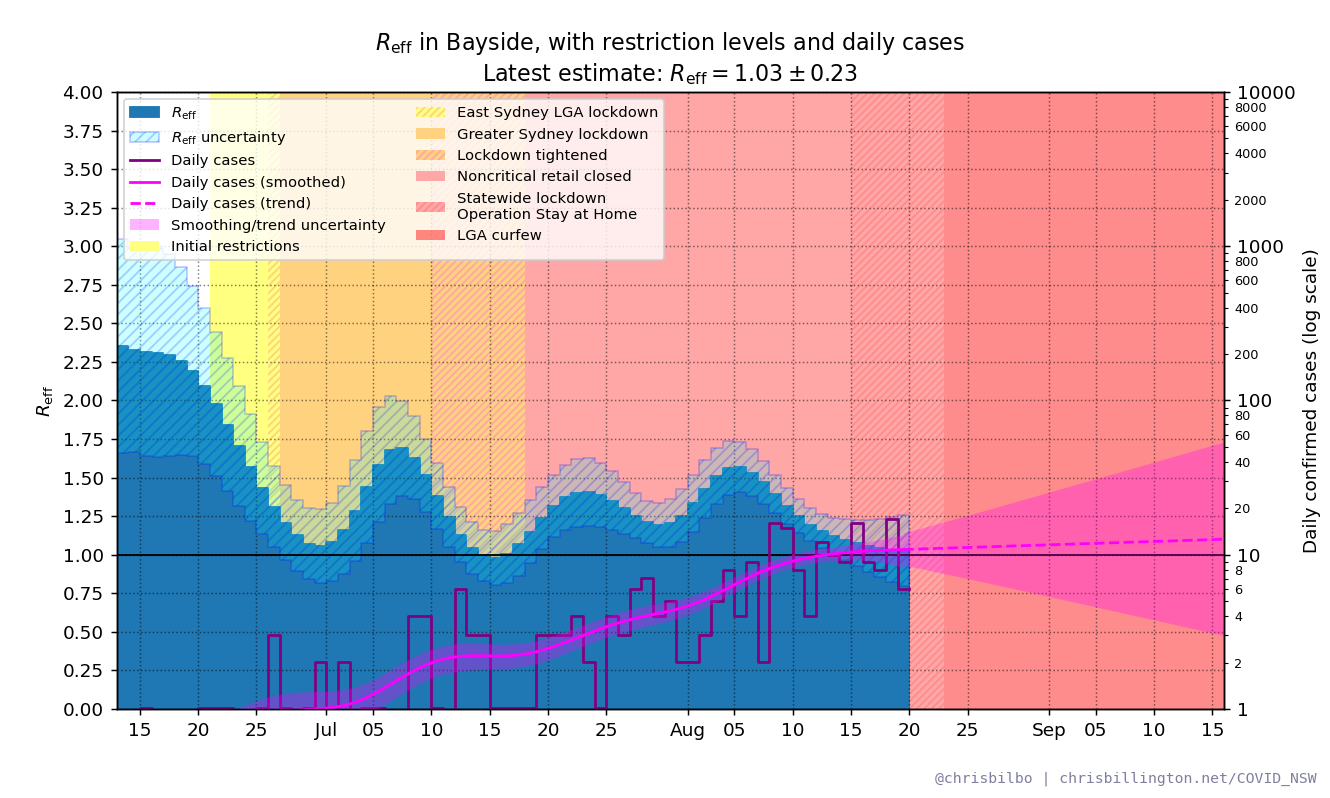 R_eff in Bayside, with restriction levels and daily cases
Latest estimate: R_eff = 1.03 ± 0.23
R_eff
R_eff uncertainty
Daily cases
Daily cases (smoothed)
Daily cases (trend)
Smoothing/trend uncertainty
Initial restrictions
East Sydney LGA lockdown
Greater Sydney lockdown
Lockdown tightened
Noncritical retail closed
Statewide lockdown
Operation Stay at Home
LGA curfew
R_eff
4.00
3.75
3.50
3.25
3.00
2.75
2.50
2.25
2.00
1.75
1.50
1.25
1.00
0.75
0.50
0.25
0.00
10000
8000
6000
4000
2000
1000
800
600
400
200
100
80
60
40
20
10
8
6
4
2
1
Daily confirmed cases (log scale)
15 20 25 Jul 05 10 15 20 25 Aug 05 10 15 20 25 Sep 05 10 15
@chrisbilbo | chrisbillington.net/COVID_NSW